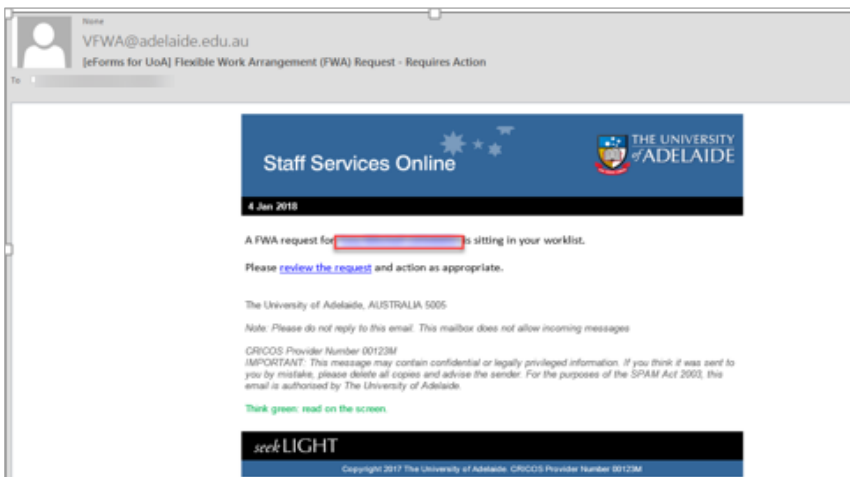 None
VFWA@adelaide.edu.au
[eForms for UoA] Flexible Work Arrangement (FWA) Request - Requires Action
To
Staff Services Online
THE UNIVERSITY
of ADELAIDE
4 Jan 2018
A FWA request for is sitting in your worklist.
Please review the request and action as appropriate.
The University of Adelaide, AUSTRALIA 5005
Note: Please do not reply to this email. This mailbox does not allow incoming messages
CRICOS Provider Number 00123M
IMPORTANT: This message may contain confidential or legally privileged information. If you think it was sent to
you by mistake, please delete all copies and advise the sender. For the purposes of the SPAM Act 2003, this
email is authorised by The University of Adelaide.
Think green: read on the screen.
seek LIGHT
Copyright 2017 The University of Adelaide. CRICOS Provider Number 00123M